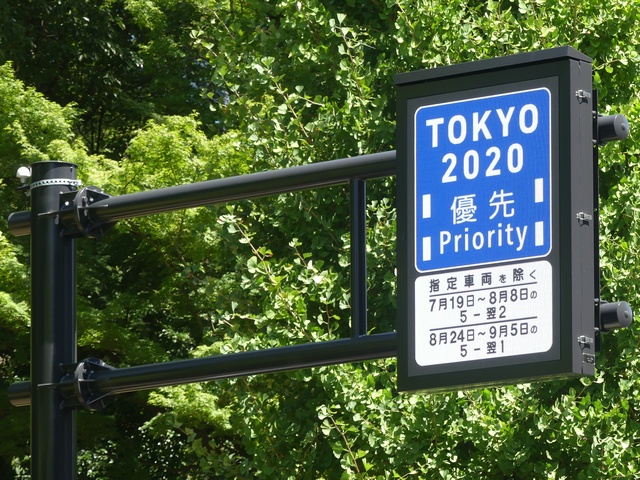 TOKYO
2020
優先
Priority
指定車両を除く
7月19日～8月8日の
5－翌2
8月24日～9月5日の
5－翌1